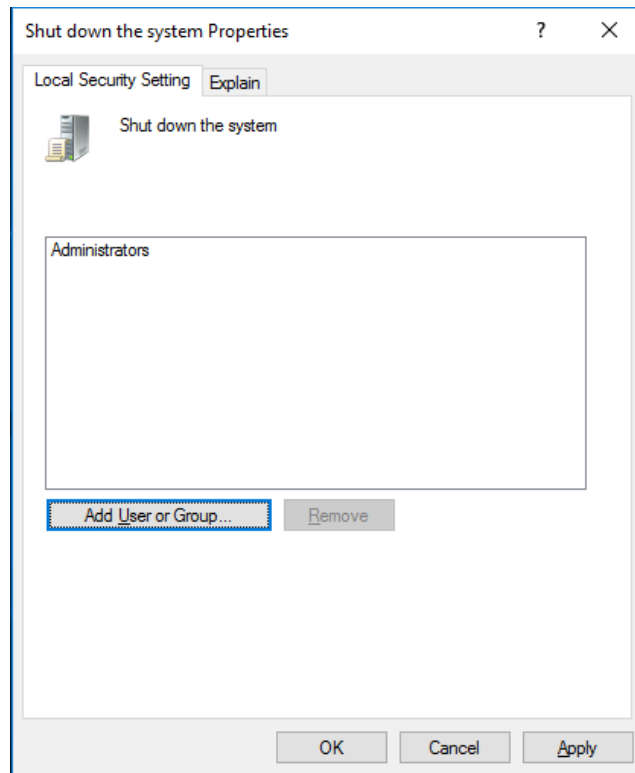 Shut down the system Properties ?
Local Security Setting Explain
Shut down the system
Administrators
Add User or Group... Remove
OK Cancel Apply